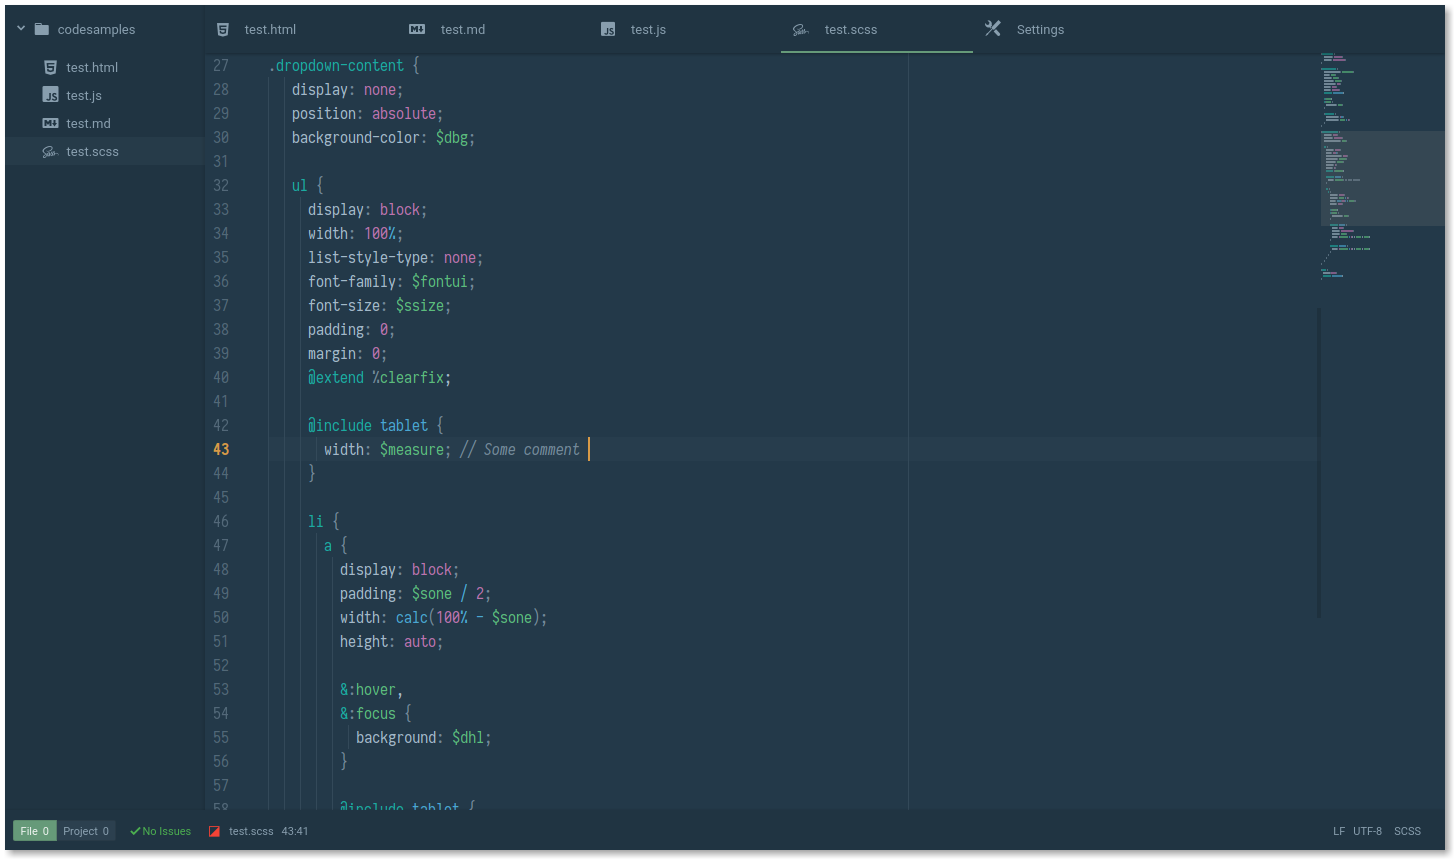 codesamples
test.html
test.js
test.md
test.scss
test.html test.md test.js test.scss Settings
27 .dropdown-content {
28 display: none;
29 position: absolute;
30 background-color: $dbg;
31
32 ul {
33 display: block;
34 width: 100%;
35 list-style-type: none;
36 font-family: $fontui;
37 font-size: $ssize;
38 padding: 0;
39 margin: 0;
40 @extend %clearfix;
41
42 @include tablet {
43 width: $measure; // Some comment
44 }
45
46 li {
47 a {
48 display: block;
49 padding: $sone / 2;
50 width: calc(100% - $sone);
51 height: auto;
52
53 &:hover,
54 &:focus {
55 background: $dhl;
56 }
57
58 @include tablet {
File 0 Project 0 No Issues test.scss 43:41 LF UTF-8 SCSS